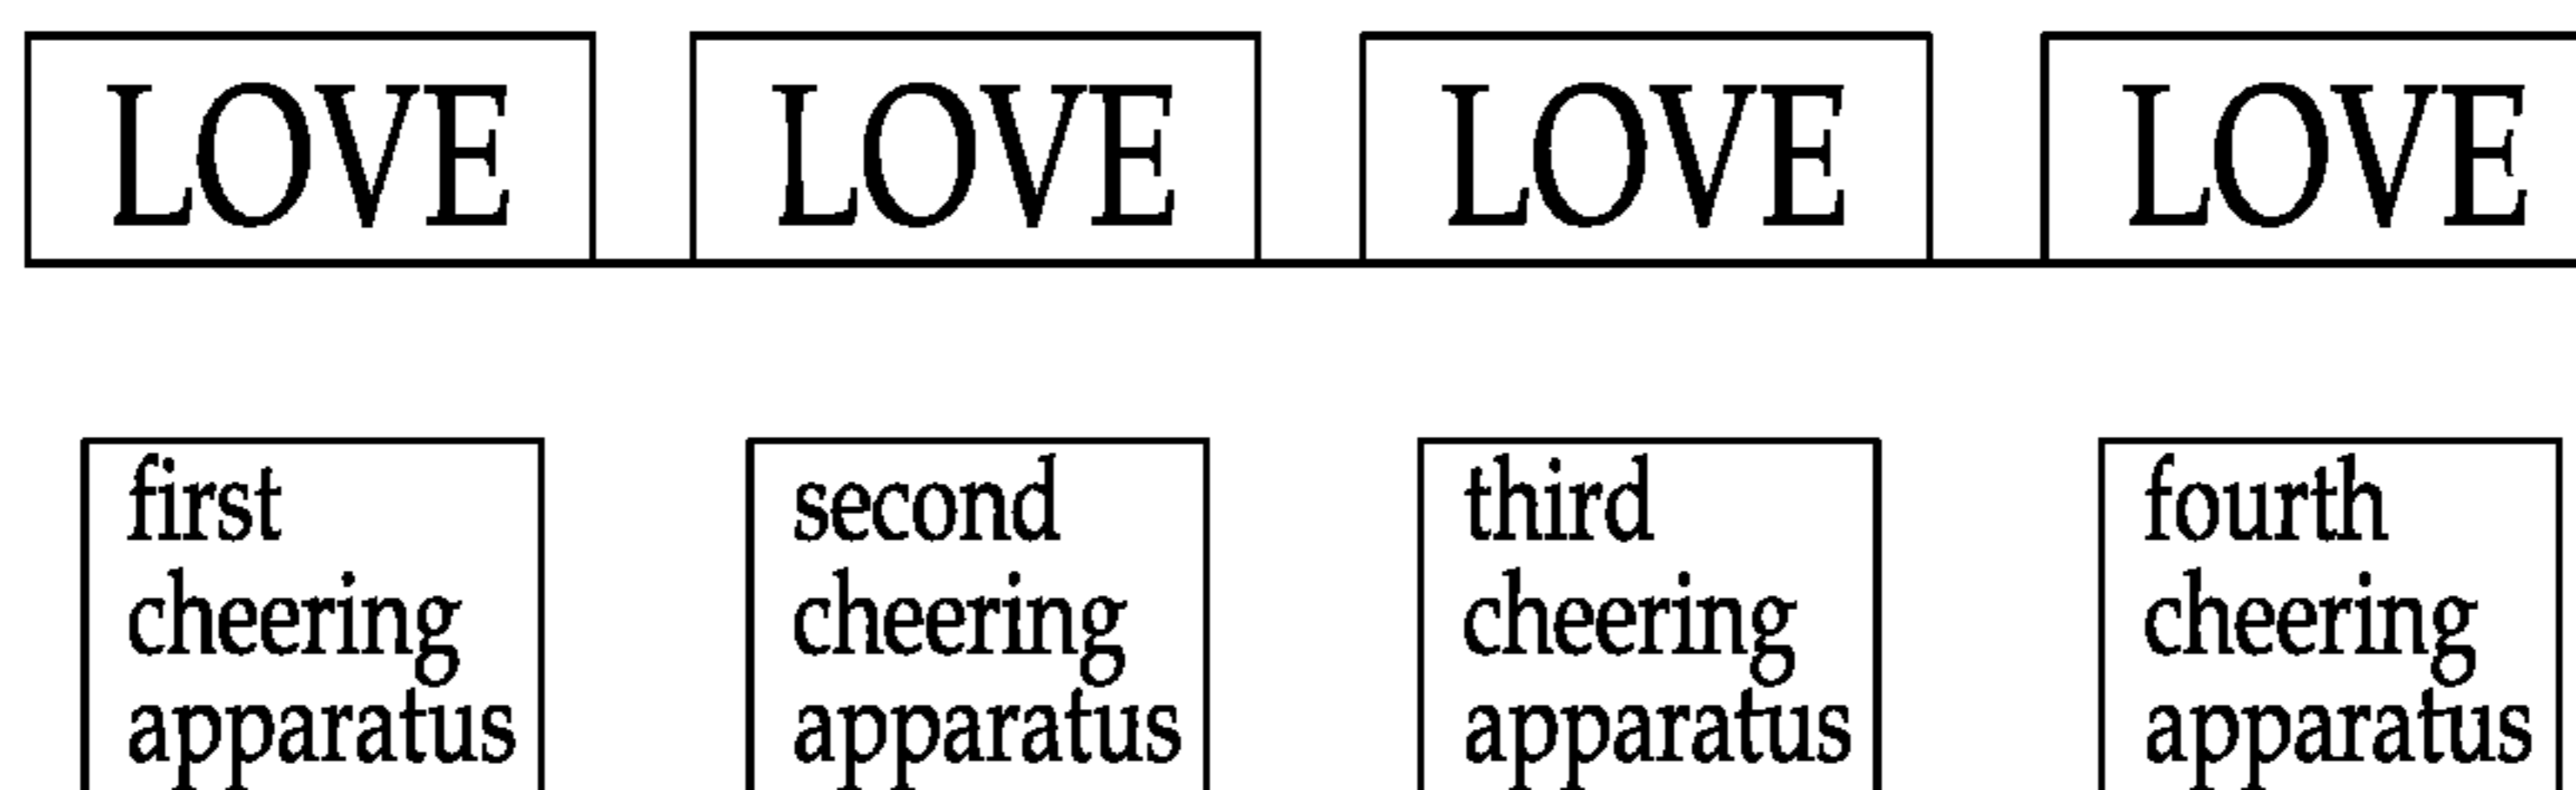 LOVE LOVE LOVE LOVE
first
cheering
apparatus
second
cheering
apparatus
third
cheering
apparatus
fourth
cheering
apparatus